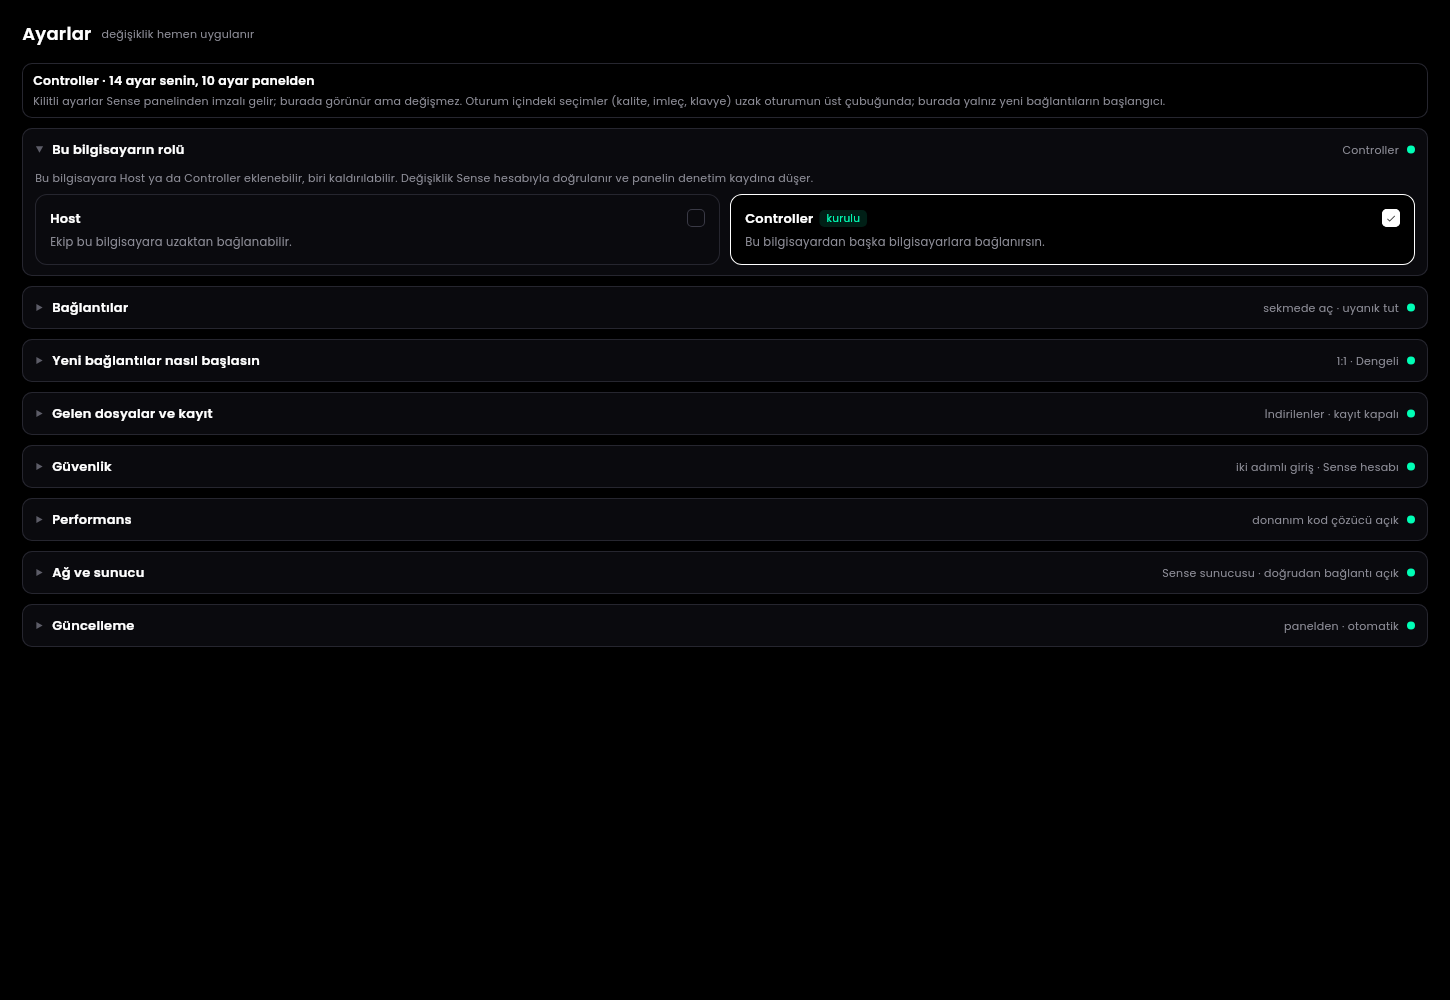 Ayarlar değişiklik hemen uygulanır
Controller · 14 ayar senin, 10 ayar panelden
Kilitli ayarlar Sense panelinden imzalı gelir; burada görünür ama değişmez. Oturum içindeki seçimler (kalite, imleç, klavye) uzak oturumun üst çubuğunda; burada yalnız yeni bağlantıların başlangıcı.
Bu bilgisayarın rolü Controller
Bu bilgisayara Host ya da Controller eklenebilir, biri kaldırılabilir. Değişiklik Sense hesabıyla doğrulanır ve panelin denetim kaydına düşer.
Host
Ekip bu bilgisayara uzaktan bağlanabilir.
Controller kurulu
Bu bilgisayardan başka bilgisayarlara bağlanırsın.
Bağlantılar sekmede aç · uyanık tut
Yeni bağlantılar nasıl başlasın 1:1 · Dengeli
Gelen dosyalar ve kayıt İndirilenler · kayıt kapalı
Güvenlik iki adımlı giriş · Sense hesabı
Performans donanım kod çözücü açık
Ağ ve sunucu Sense sunucusu · doğrudan bağlantı açık
Güncelleme panelden · otomatik